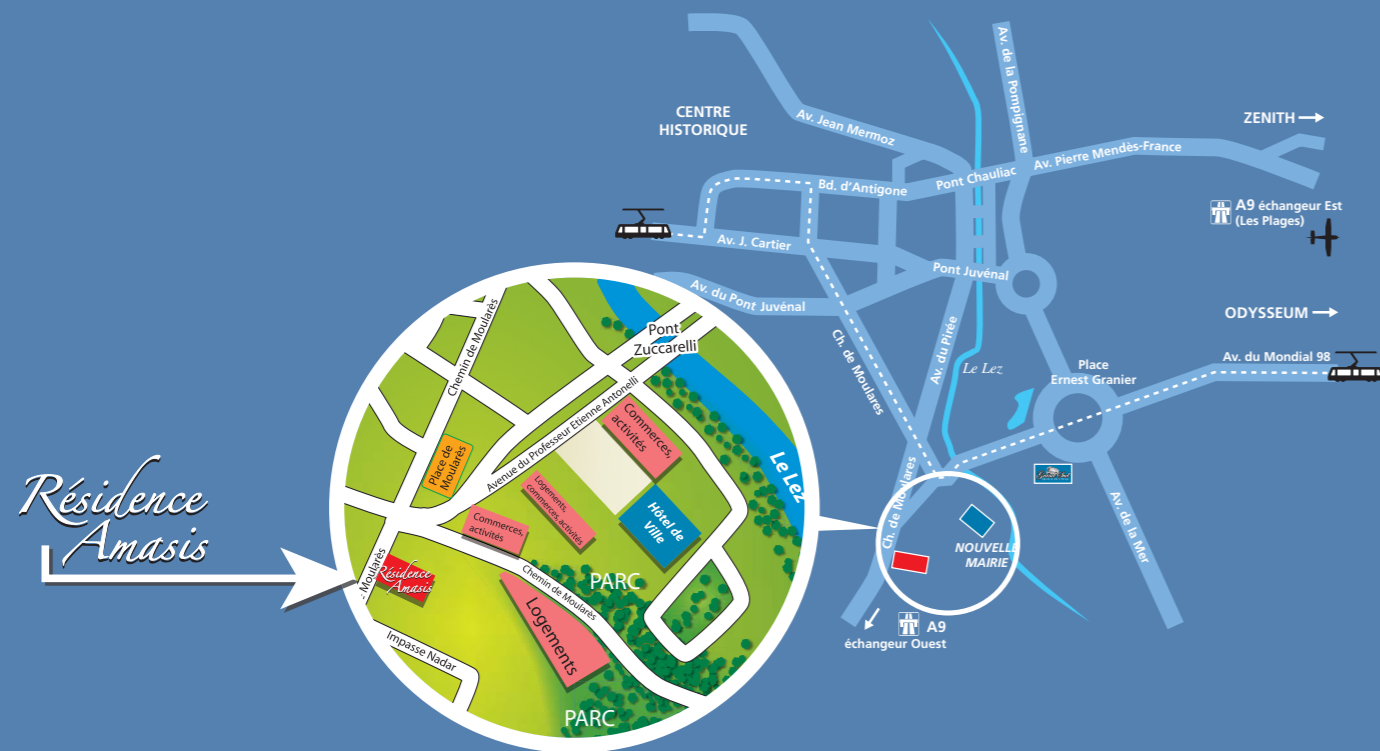 Résidence
Amasis
CENTRE
HISTORIQUE
Av. Jean Mermoz
Av. de la Pompignane
ZENITH
Av. Pierre Mendès-France
Pont Chauliac
Bd. d'Antigone
A9 échangeur Est
(Les Plages)
Av. J. Cartier
Pont Juvénal
Av. du Pont Juvénal
ODYSSEUM
Ch. de Moulares
Av. du Pirée
Le Lez
Place
Ernest Granier
Av. du Mondial 98
Ch. de Moulares
Av. de la Mer
NOUVELLE
MAIRIE
A9
échangeur Ouest
Chemin de Moularès
Pont
Zuccarelli
Avenue du Professeur Etienne Antonelli
Commerces,
activités
Place de
Moularès
Le Lez
Logements,
commerces, activités
Hôtel de
Ville
Commerces,
activités
Moularès
Résidence
Amasis
Chemin de Moularès
PARC
Logements
Impasse Nadar
PARC